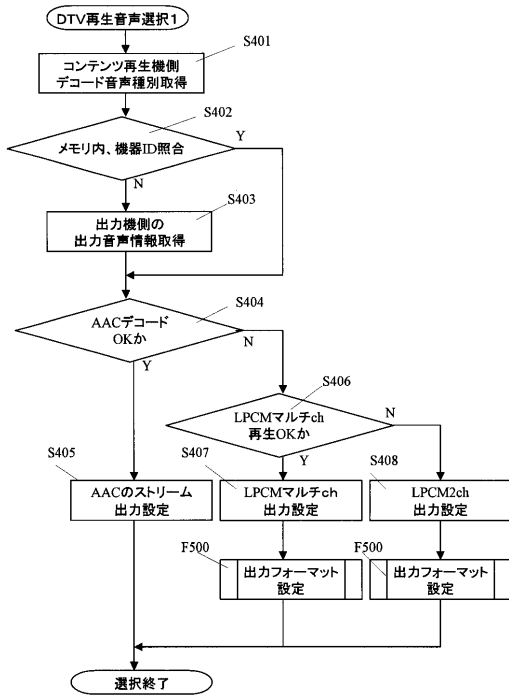 DTV再生音声選択1
S401
コンテンツ再生機側
デコード音声種別取得
S402
メモリ内、機器ID照合
Y
N
S403
出力機側の
出力音声情報取得
S404
AACデコード
OKか
N
Y
S406
LPCMマルチch
再生OKか
N
Y
S405
AACのストリーム
出力設定
S407
LPCMマルチch
出力設定
S408
LPCM2ch
出力設定
F500
出力フォーマット
設定
F500
出力フォーマット
設定
選択終了